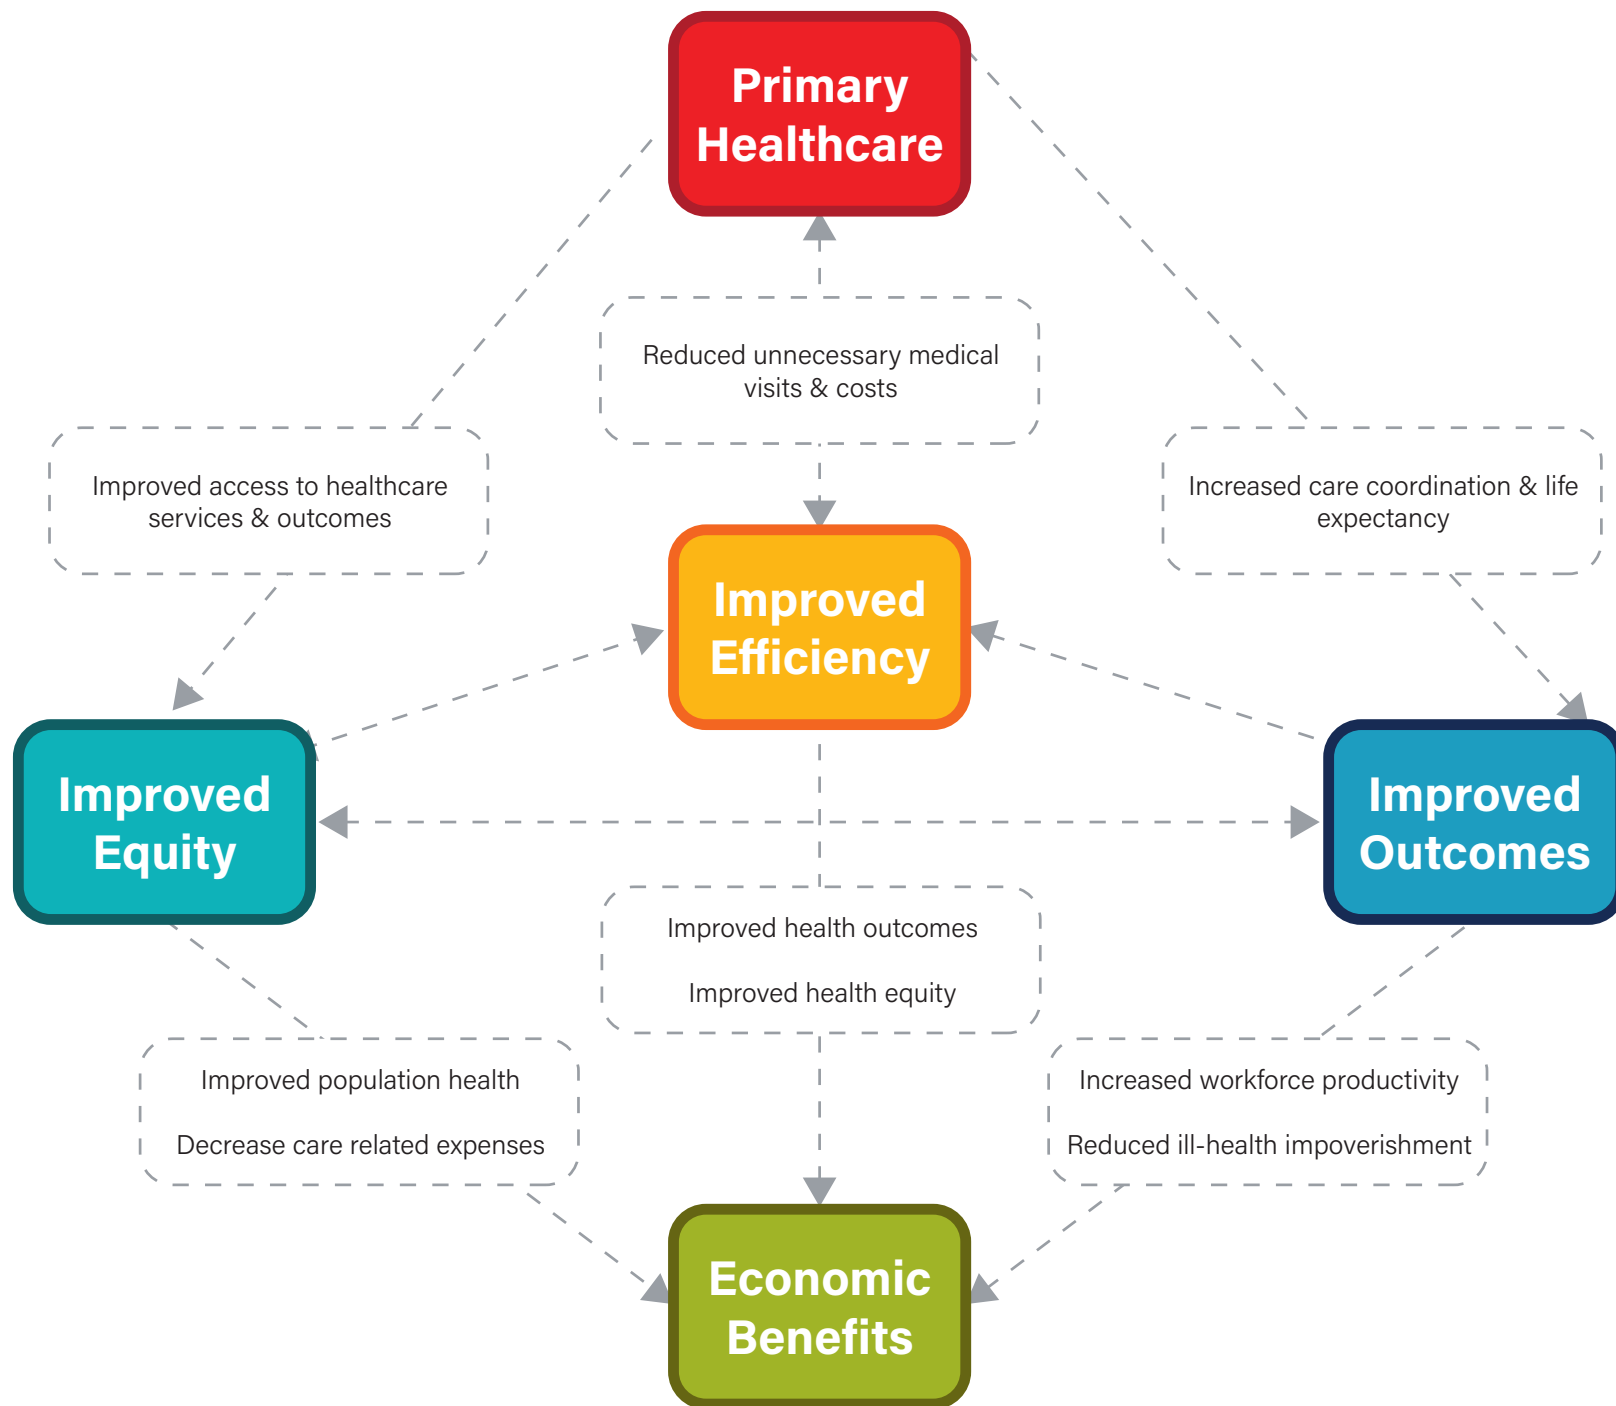 Primary
Healthcare
Reduced unnecessary medical
visits & costs
Improved access to healthcare
services & outcomes
Increased care coordination & life
expectancy
Improved
Efficiency
Improved
Equity
Improved
Outcomes
Improved health outcomes
Improved health equity
Improved population health
Decrease care related expenses
Increased workforce productivity
Reduced ill-health impoverishment
Economic
Benefits